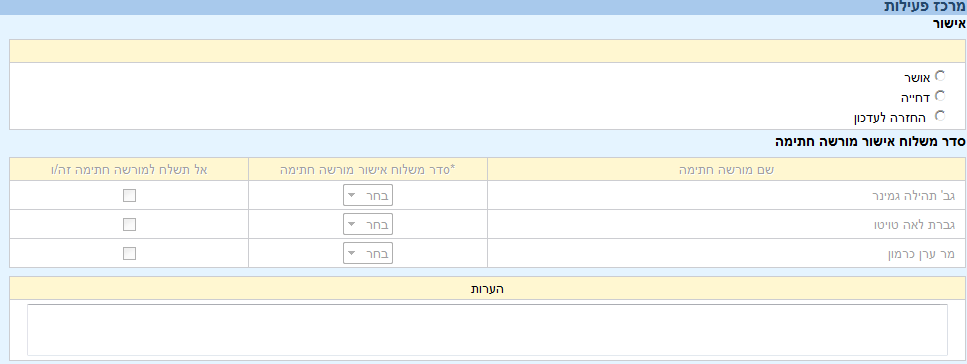 מרכז פעילות
אישור
אושר
דחייה
החזרה לעדכון
סדר משלוח אישור מורשה חתימה
שם מורשה חתימה *סדר משלוח אישור מורשה חתימה אל תשלח למורשה חתימה זה/ו
גב' תהילה גמינר בחר
גברת לאה טויטו בחר
מר ערן כרמון בחר
הערות